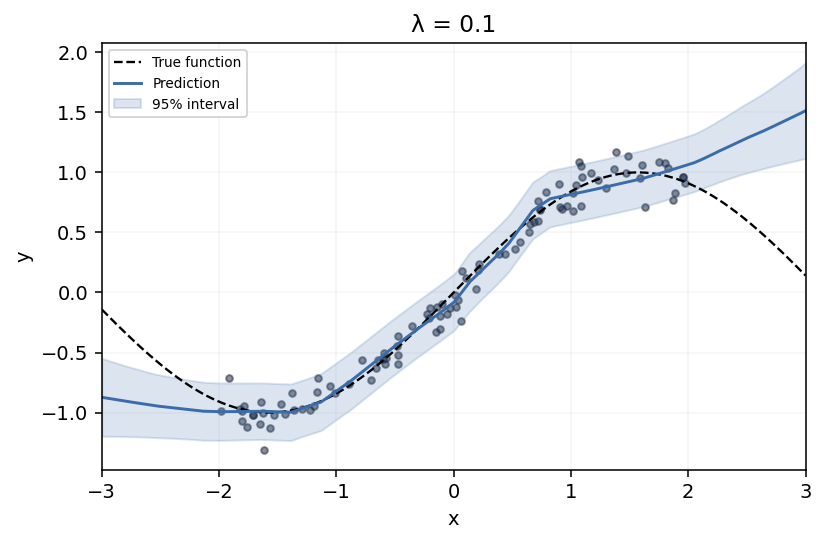 λ = 0.1
True function
Prediction
95% interval
y
2.0
1.5
1.0
0.5
0.0
−0.5
−1.0
−3 −2 −1 0 1 2 3
x